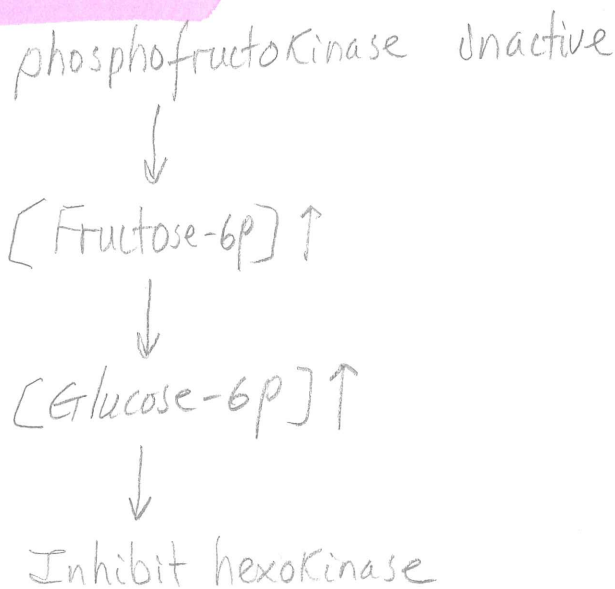 phosphofructokinase Inactive
↓
[Fructose-6p] ↑
↓
[Glucose-6p] ↑
↓
Inhibit hexokinase